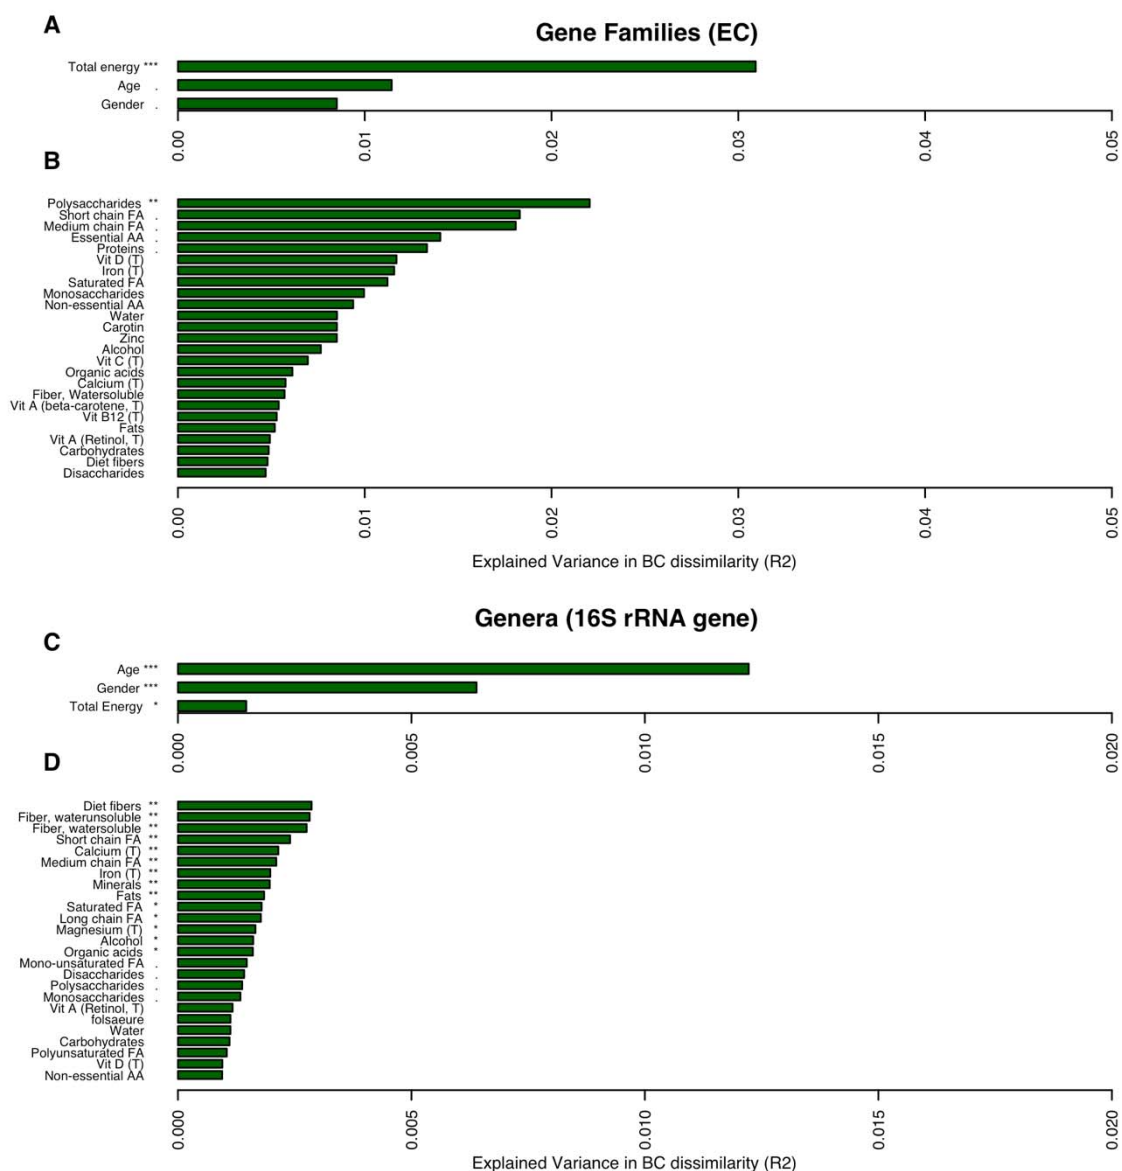 A
Gene Families (EC)
Total energy ***
Age .
Gender .
0.00 0.01 0.02 0.03 0.04 0.05
B
Polysaccharides **
Short chain FA .
Medium chain FA .
Essential AA .
Proteins .
Vit D (T)
Iron (T)
Saturated FA
Monosaccharides
Non-essential AA
Water
Carotin
Zinc
Alcohol
Vit C (T)
Organic acids
Calcium (T)
Fiber, Watersoluble
Vit A (beta-carotene, T)
Vit B12 (T)
Fats
Vit A (Retinol, T)
Carbohydrates
Diet fibers
Disaccharides
0.00 0.01 0.02 0.03 0.04 0.05
Explained Variance in BC dissimilarity (R2)
Genera (16S rRNA gene)
C
Age ***
Gender ***
Total Energy *
0.000 0.005 0.010 0.015 0.020
D
Diet fibers **
Fiber, waterunsoluble **
Fiber, watersoluble **
Short chain FA **
Calcium (T) **
Medium chain FA **
Iron (T) **
Minerals **
Fats **
Saturated FA *
Long chain FA *
Magnesium (T) *
Alcohol *
Organic acids *
Mono-unsaturated FA .
Disaccharides .
Polysaccharides .
Monosaccharides .
Vit A (Retinol, T)
folsaeure
Water
Carbohydrates
Polyunsaturated FA
Vit D (T)
Non-essential AA
0.000 0.005 0.010 0.015 0.020
Explained Variance in BC dissimilarity (R2)